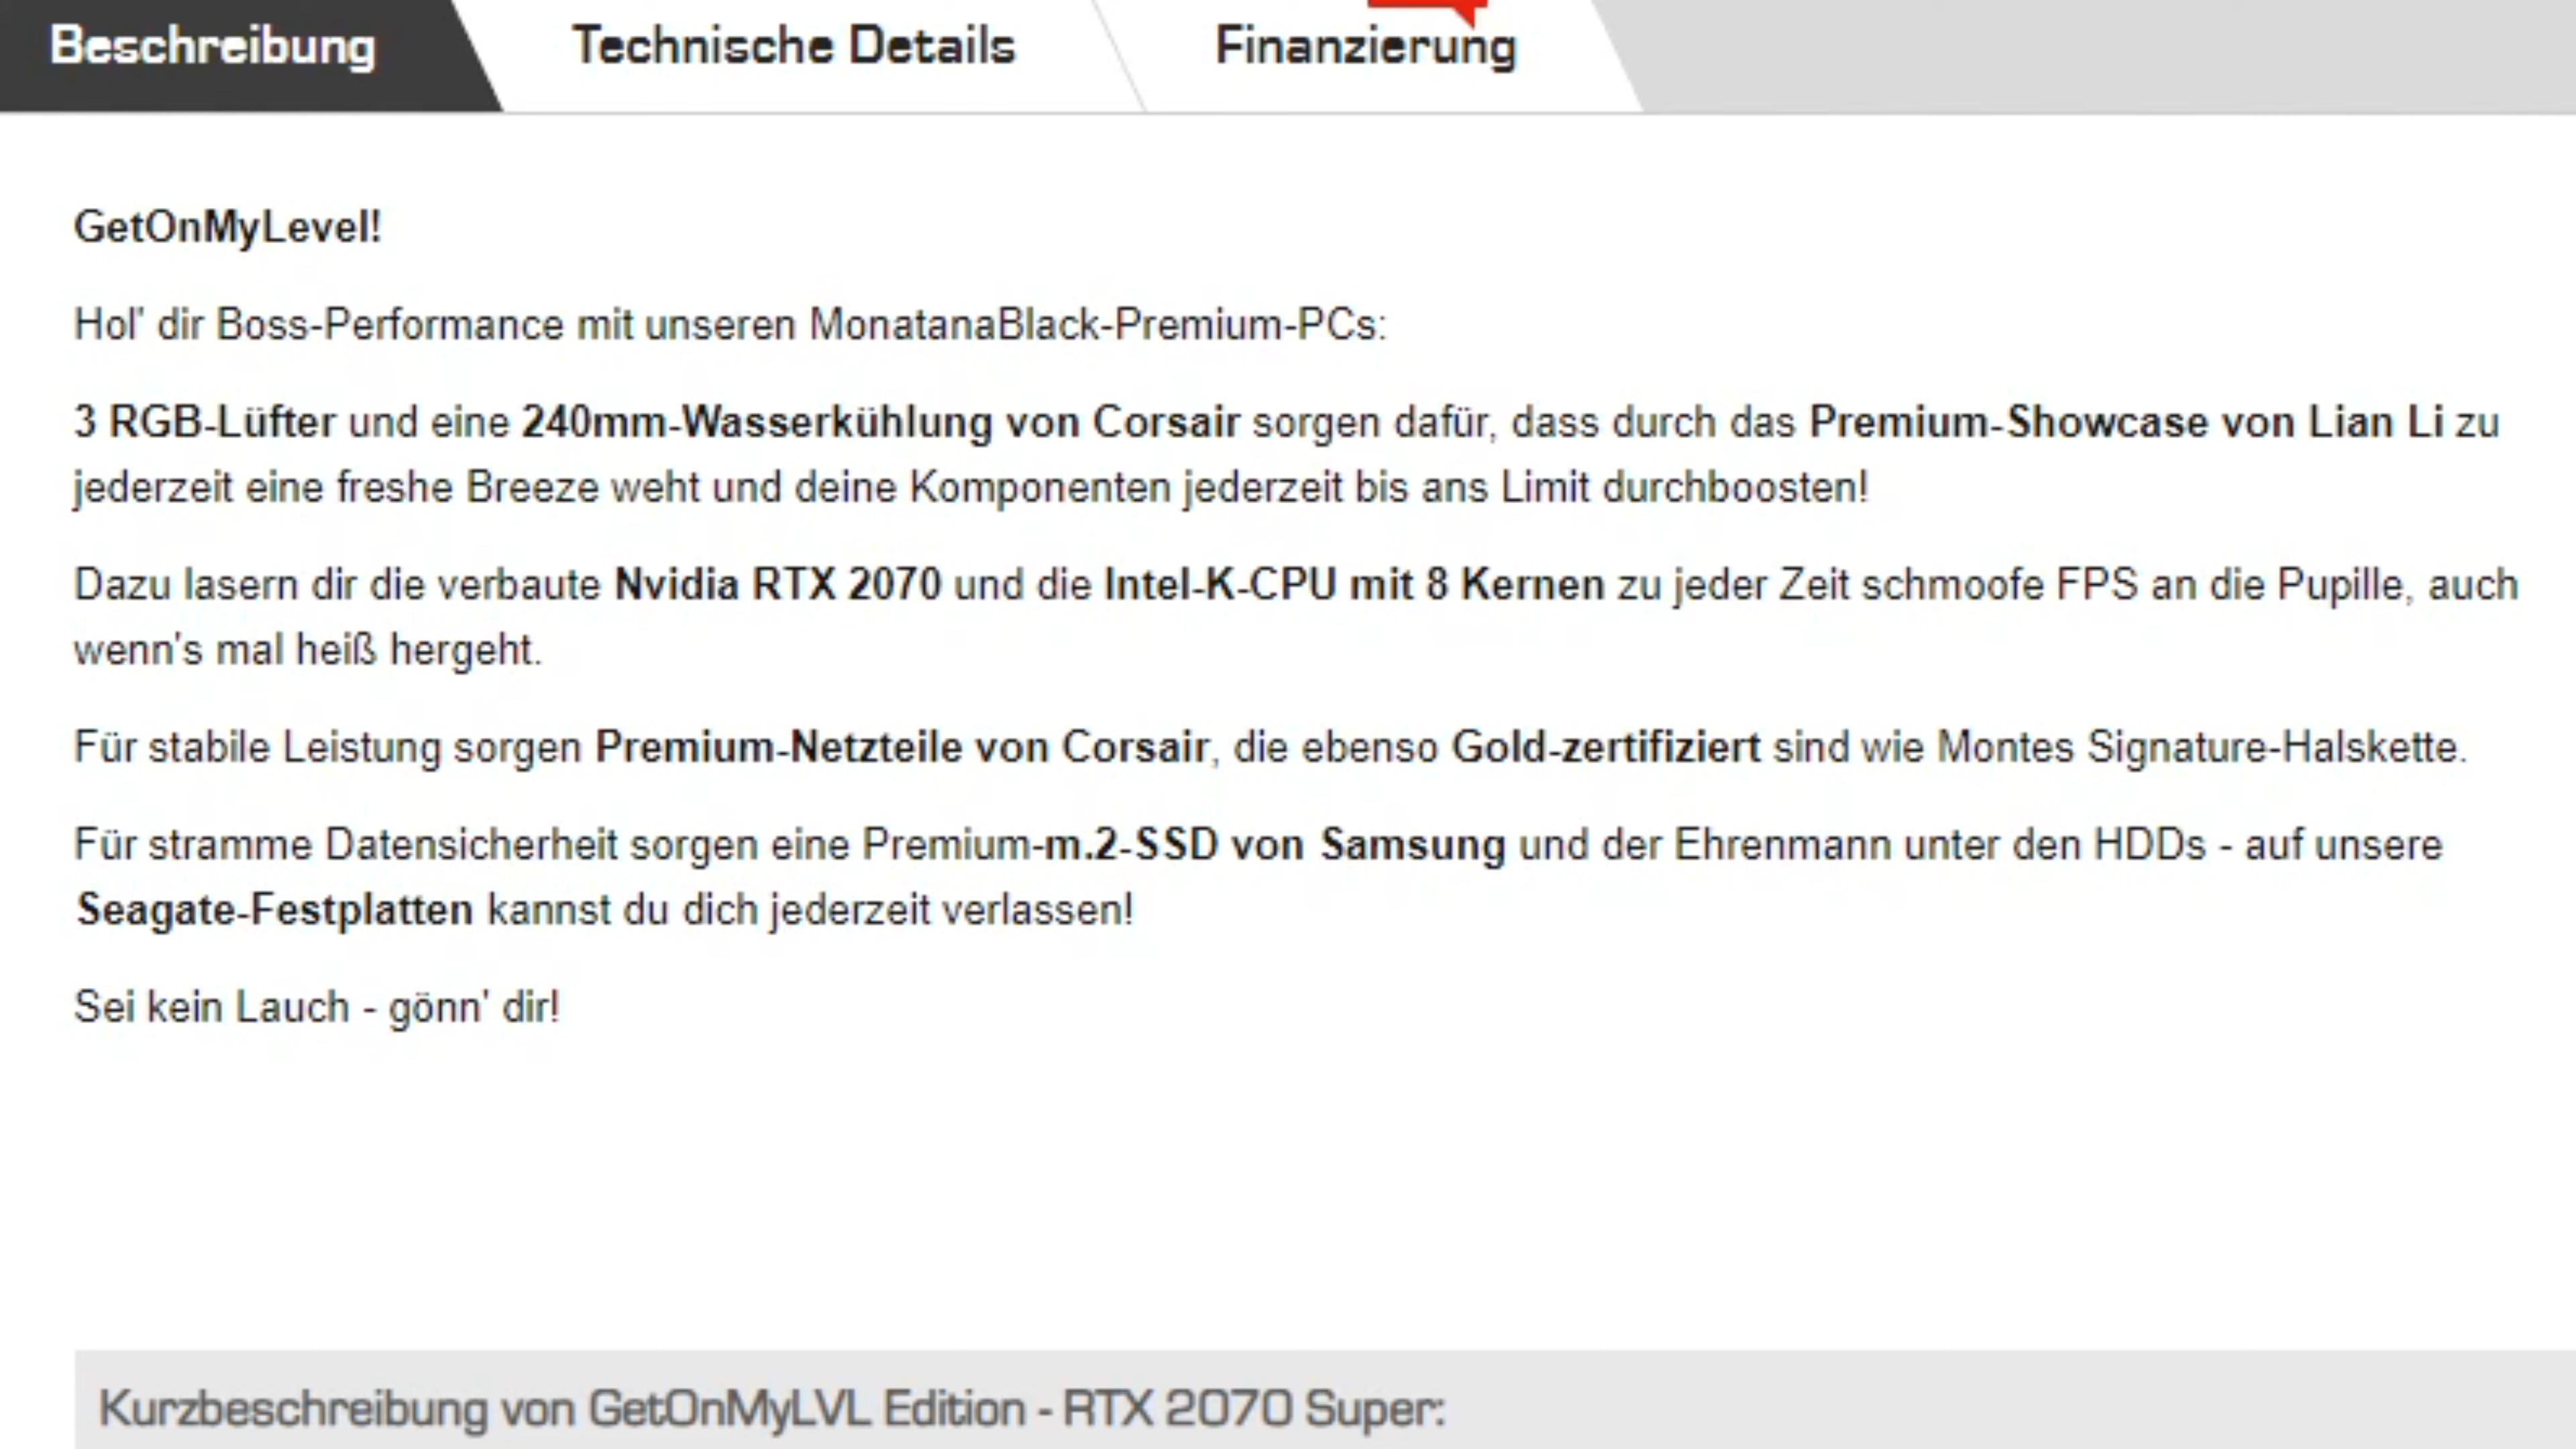 Beschreibung
Technische Details
Finanzierung
GetOnMyLevel!
Hol' dir Boss-Performance mit unseren MonatanaBlack-Premium-PCs:
3 RGB-Lüfter und eine 240mm-Wasserkühlung von Corsair sorgen dafür, dass durch das Premium-Showcase von Lian Li zu
jederzeit eine freshe Breeze weht und deine Komponenten jederzeit bis ans Limit durchboosten!
Dazu lasern dir die verbaute Nvidia RTX 2070 und die Intel-K-CPU mit 8 Kernen zu jeder Zeit schmoofe FPS an die Pupille, auch
wenn's mal heiß hergeht.
Für stabile Leistung sorgen Premium-Netzteile von Corsair, die ebenso Gold-zertifiziert sind wie Montes Signature-Halskette.
Für stramme Datensicherheit sorgen eine Premium-m.2-SSD von Samsung und der Ehrenmann unter den HDDs - auf unsere
Seagate-Festplatten kannst du dich jederzeit verlassen!
Sei kein Lauch - gönn' dir!
Kurzbeschreibung von GetOnMyLVL Edition - RTX 2070 Super: